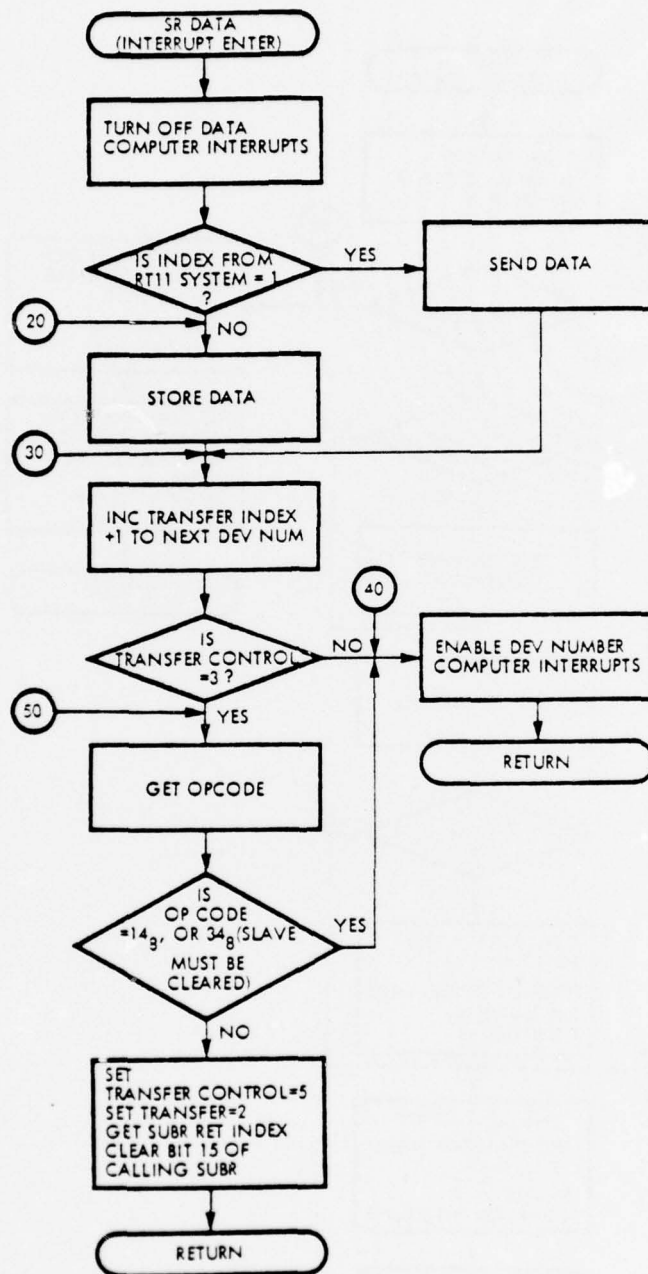 SR DATA
(INTERRUPT ENTER)
TURN OFF DATA
COMPUTER INTERRUPTS
IS INDEX FROM
RT11 SYSTEM = 1
?
YES
SEND DATA
20
NO
STORE DATA
30
INC TRANSFER INDEX
+1 TO NEXT DEV NUM
40
IS
TRANSFER CONTROL
=3 ?
NO
ENABLE DEV NUMBER
COMPUTER INTERRUPTS
50
YES
RETURN
GET OPCODE
IS
OP CODE
=14₈, OR 34₈(SLAVE
MUST BE
CLEARED)
YES
NO
SET
TRANSFER CONTROL=5
SET TRANSFER=2
GET SUBR RET INDEX
CLEAR BIT 15 OF
CALLING SUBR
RETURN